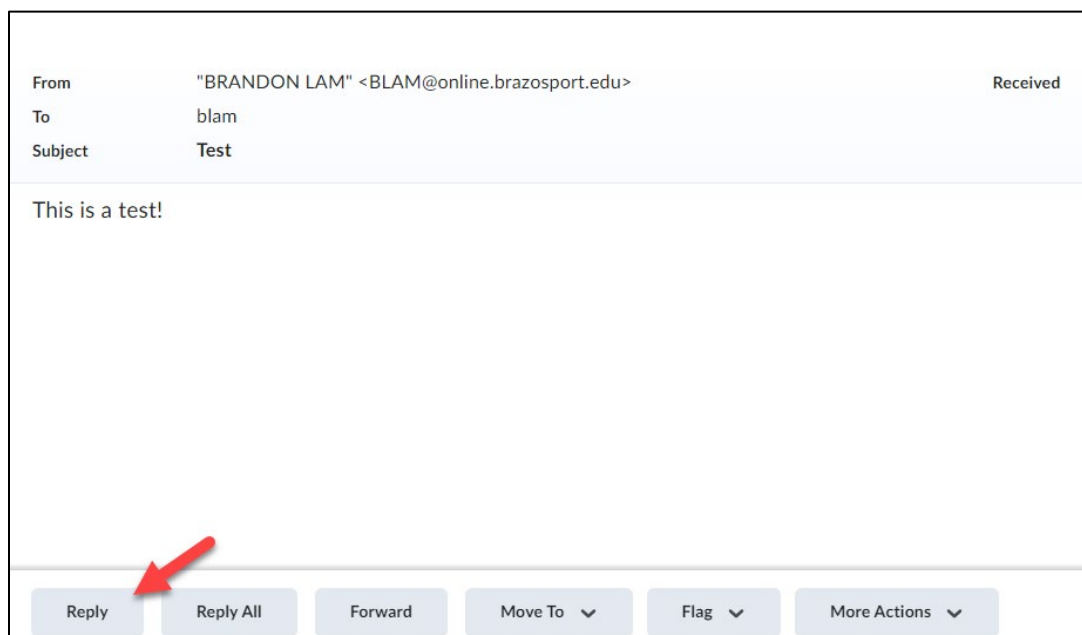 From "BRANDON LAM" <BLAM@online.brazosport.edu> Received
To blam
Subject Test
This is a test!
Reply Reply All Forward Move To Flag More Actions